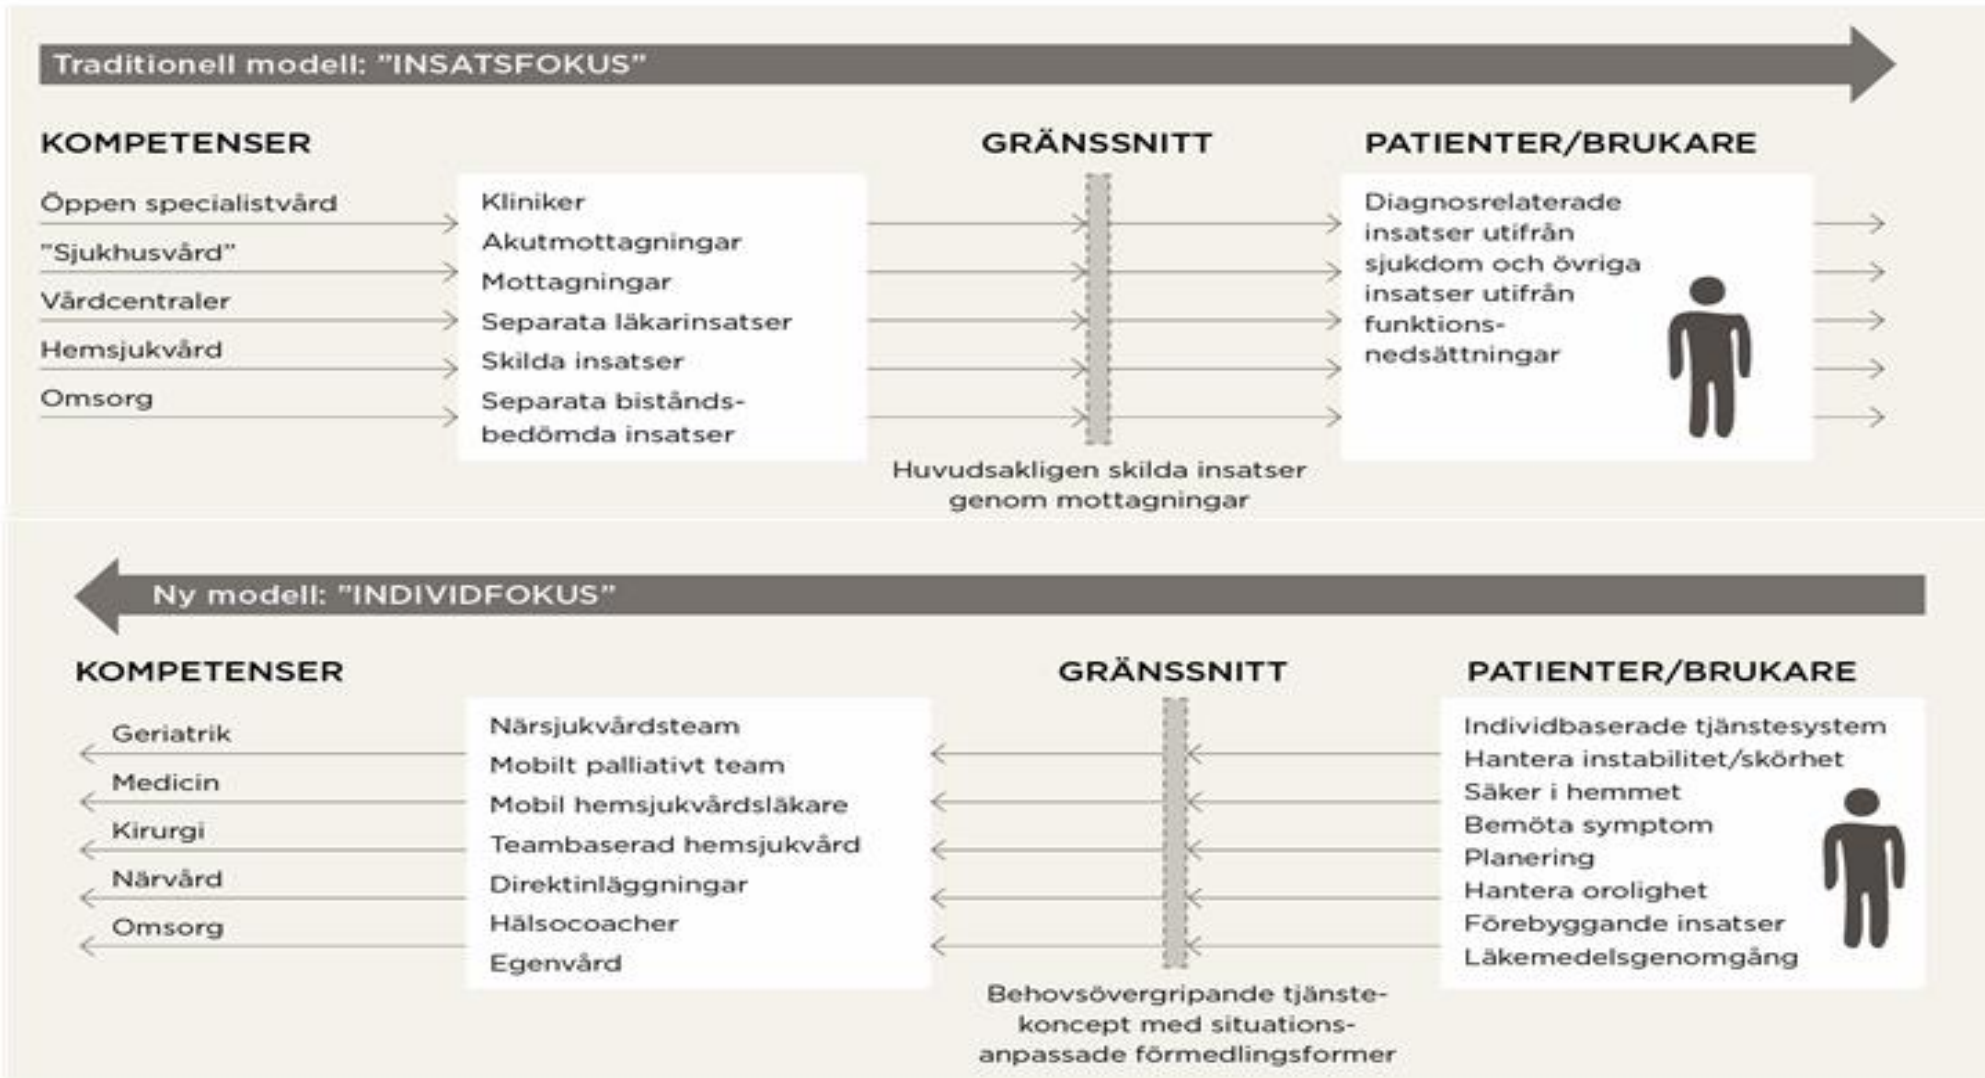 Traditionell modell: ”INSATSFOKUS”
KOMPETENSER
GRÄNSSNITT
PATIENTER/BRUKARE
Öppen specialistvård
”Sjukhusvård”
Vårdcentraler
Hemsjukvård
Omsorg
Kliniker
Akutmottagningar
Mottagningar
Separata läkarinsatser
Skilda insatser
Separata bistånds-
bedömda insatser
Huvudsakligen skilda insatser
genom mottagningar
Diagnosrelaterade
insatser utifrån
sjukdom och övriga
insatser utifrån
funktions-
nedsättningar
Ny modell: ”INDIVIDFOKUS”
KOMPETENSER
GRÄNSSNITT
PATIENTER/BRUKARE
Geriatrik
Medicin
Kirurgi
Närvård
Omsorg
Närsjukvårdsteam
Mobilt palliativt team
Mobil hemsjukvårdsläkare
Teambaserad hemsjukvård
Direktinläggningar
Hälsocoacher
Egenvård
Behovsövergripande tjänste-
koncept med situations-
anpassade förmedlingsformer
Individbaserade tjänstesystem
Hantera instabilitet/skörhet
Säker i hemmet
Bemöta symptom
Planering
Hantera orolighet
Förebyggande insatser
Läkemedelsgenomgång